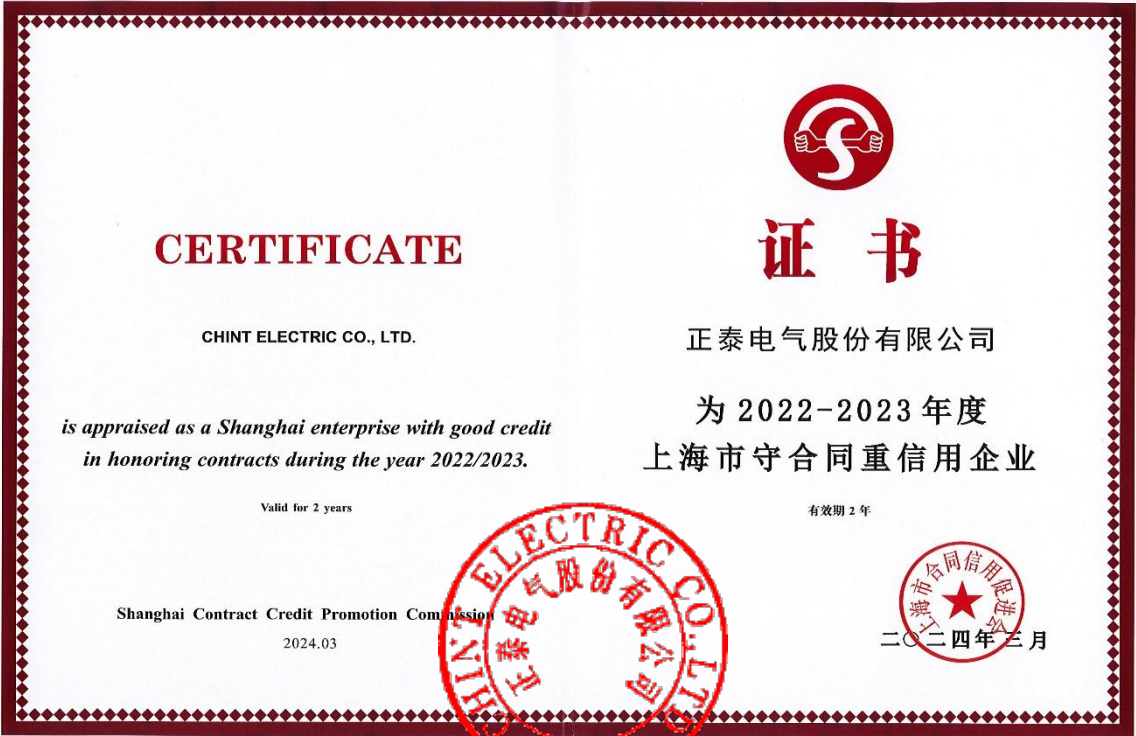 CERTIFICATE
CHINT ELECTRIC CO., LTD.
is appraised as a Shanghai enterprise with good credit
in honoring contracts during the year 2022/2023.
Valid for 2 years
Shanghai Contract Credit Promotion Commission
2024.03
证书
正泰电气股份有限公司
为2022-2023年度
上海市守合同重信用企业
有效期2年
上海市合同信用促进会
二〇二四年三月
CHINT ELECTRIC CO.,LTD
正泰电气股份有限公司